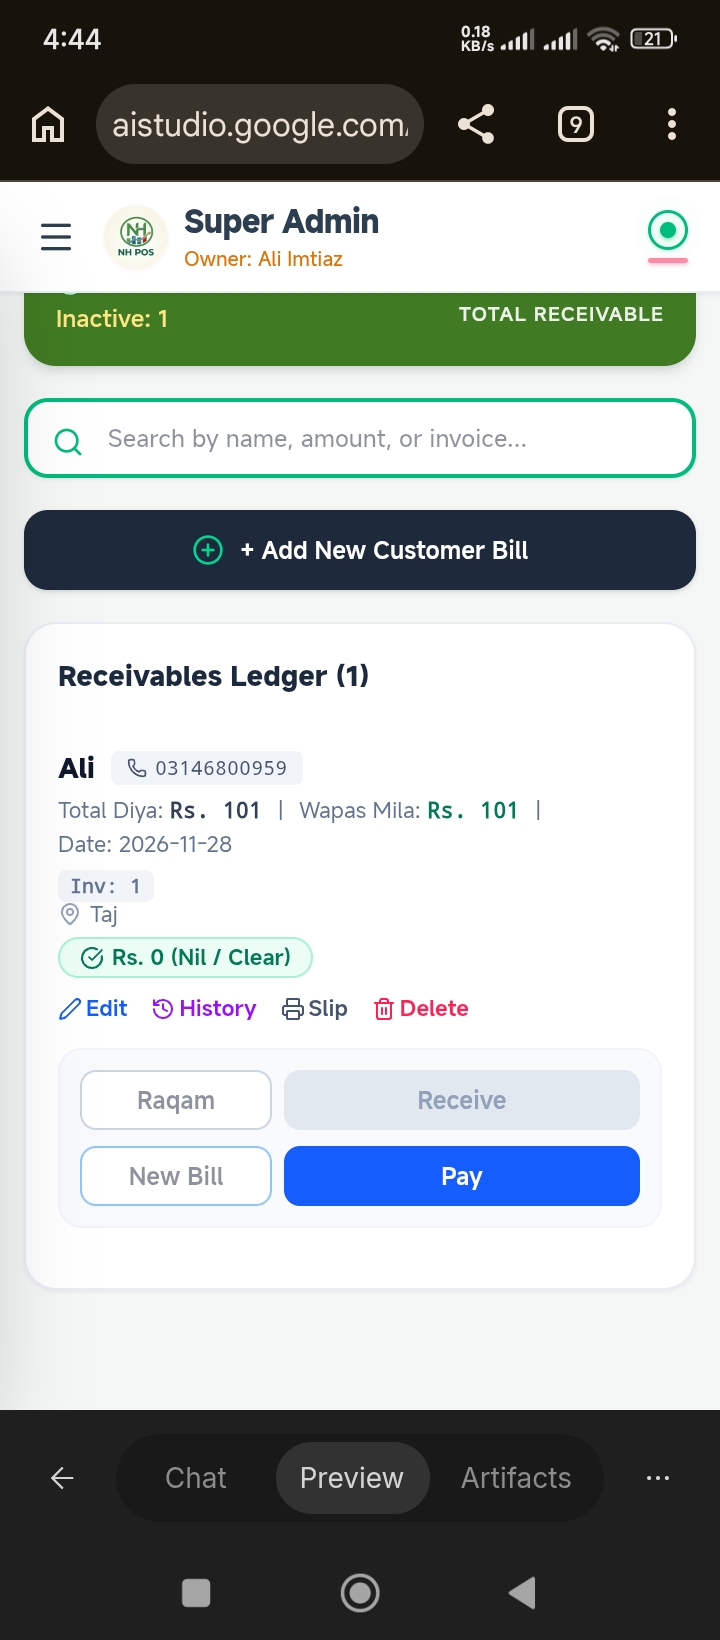 4:44
0.18
KB/s
21
aistudio.google.com/
9
NH
NH POS
Super Admin
Owner: Ali Imtiaz
Inactive: 1
TOTAL RECEIVABLE
Search by name, amount, or invoice...
+ Add New Customer Bill
Receivables Ledger (1)
Ali 03146800959
Total Diya: Rs. 101 | Wapas Mila: Rs. 101 |
Date: 2026-11-28
Inv: 1
Taj
Rs. 0 (Nil / Clear)
Edit History Slip Delete
Raqam Receive
New Bill Pay
Chat Preview Artifacts